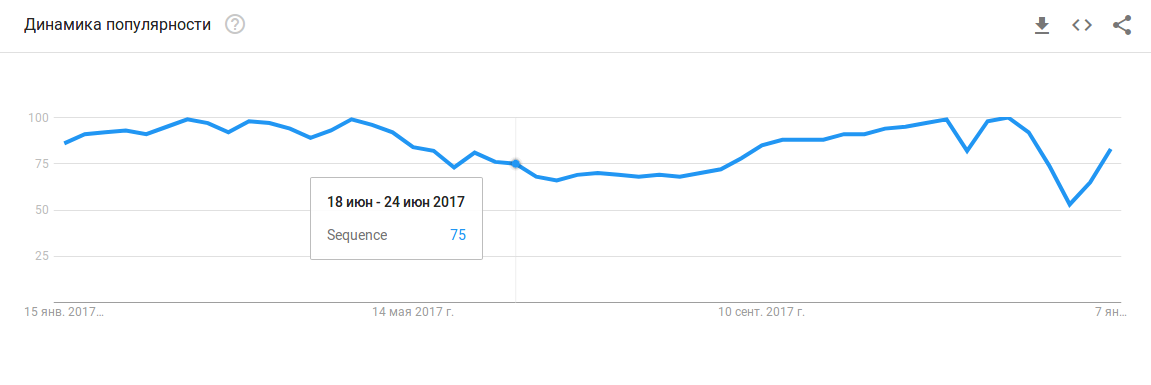 Динамика популярности
100
75
50
25
18 июн - 24 июн 2017
Sequence 75
15 янв. 2017… 14 мая 2017 г. 10 сент. 2017 г. 7 ян…